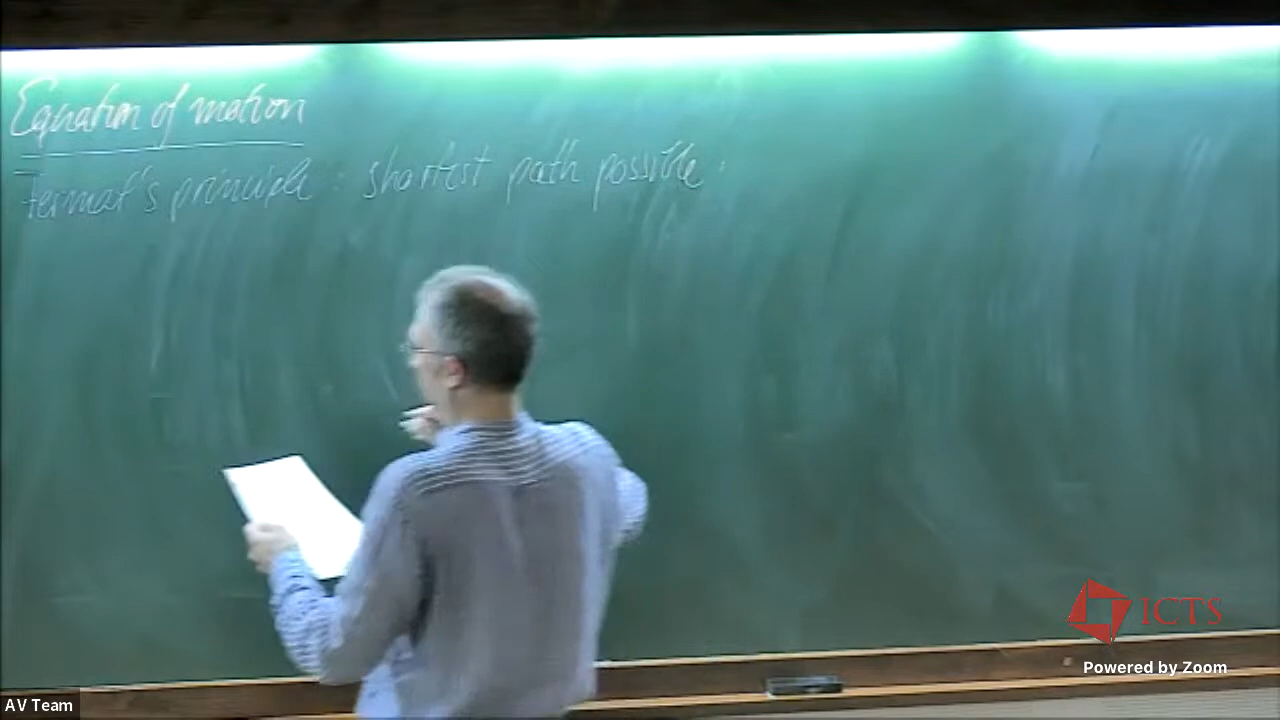 Equation of motion
Fermat's principle : shortest path possible.
ICTS
Powered by Zoom
AV Team